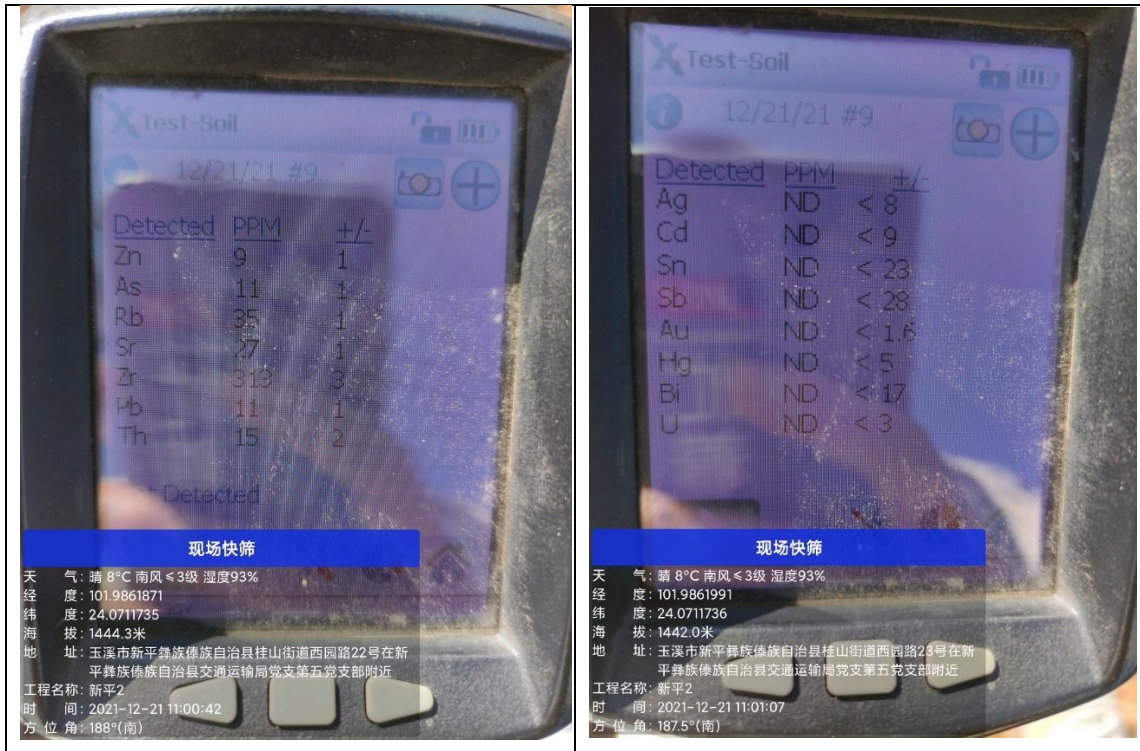 Test-Soil
12/21/21 #9
Detected PPM +/-
Zn 9 1
As 11 1
Rb 35 1
Sr 27 1
Zr 313 3
Pb 11 1
Th 15 2
Detected
现场快筛
天 气: 晴 8°C 南风 ≤3级 湿度93%
经 度: 101.9861871
纬 度: 24.0711735
海 拔: 1444.3米
地 址: 玉溪市新平彝族傣族自治县桂山街道西园路22号在新
平彝族傣族自治县交通运输局党支第五党支部附近
工程名称: 新平2
时 间: 2021-12-21 11:00:42
方 位 角: 188°(南)
Test-Soil
12/21/21 #9
Detected PPM +/-
Ag ND < 8
Cd ND < 9
Sn ND < 23
Sb ND < 28
Au ND < 1.6
Hg ND < 5
Bi ND < 17
U ND < 3
现场快筛
天 气: 晴 8°C 南风 ≤3级 湿度93%
经 度: 101.9861991
纬 度: 24.0711736
海 拔: 1442.0米
地 址: 玉溪市新平彝族傣族自治县桂山街道西园路23号在新
平彝族傣族自治县交通运输局党支第五党支部附近
工程名称: 新平2
时 间: 2021-12-21 11:01:07
方 位 角: 187.5°(南)